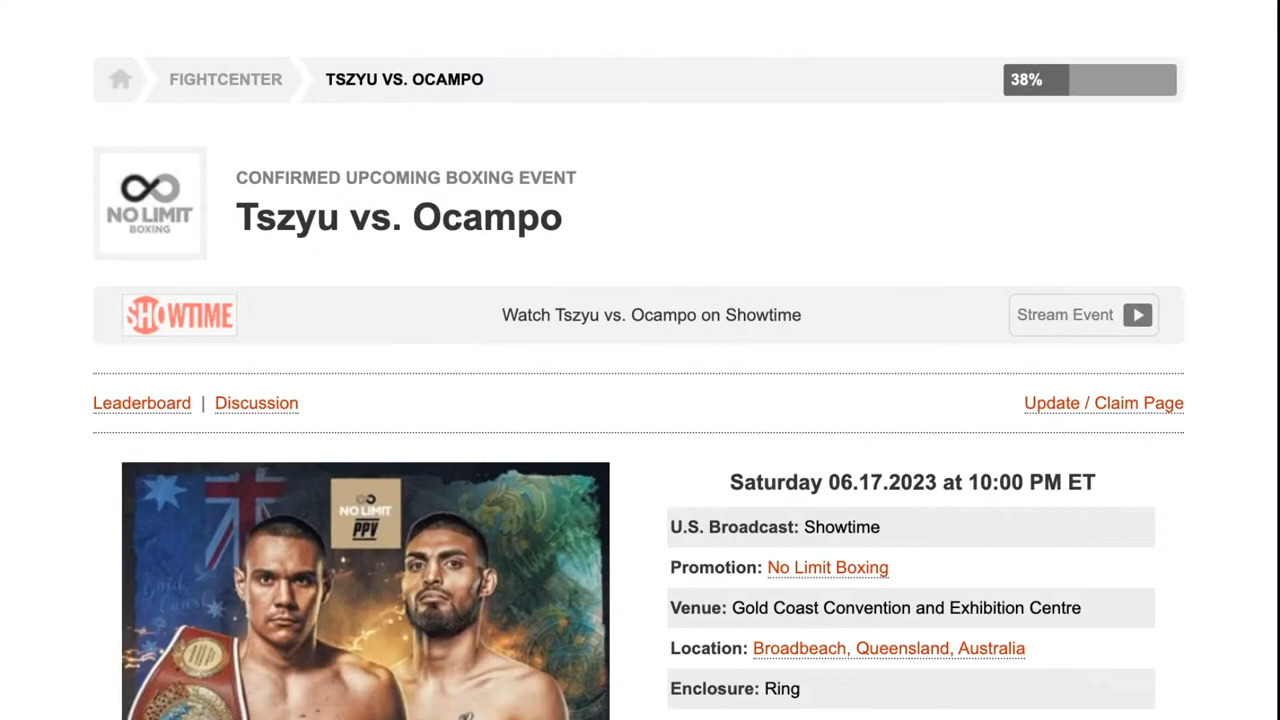 FIGHTCENTER
TSZYU VS. OCAMPO
38%
NO LIMIT
BOXING
CONFIRMED UPCOMING BOXING EVENT
Tszyu vs. Ocampo
SHOWTIME
Watch Tszyu vs. Ocampo on Showtime
Stream Event
Leaderboard | Discussion
Update / Claim Page
NO LIMIT
PPV
Saturday 06.17.2023 at 10:00 PM ET
U.S. Broadcast: Showtime
Promotion: No Limit Boxing
Venue: Gold Coast Convention and Exhibition Centre
Location: Broadbeach, Queensland, Australia
Enclosure: Ring